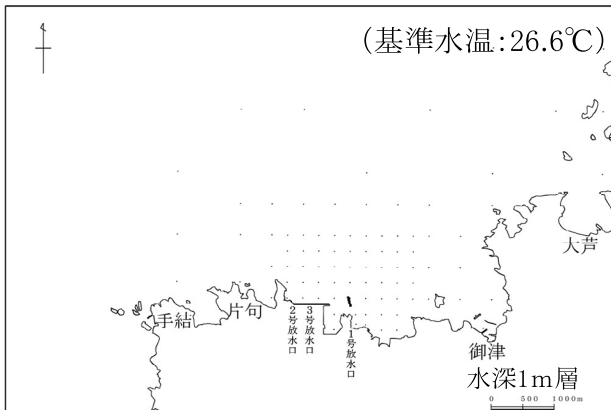 (基準水温:26.6℃)
大芦
片句
手結
2号放水口
3号放水口
1号放水口
御津
水深1m層
0 500 1000m